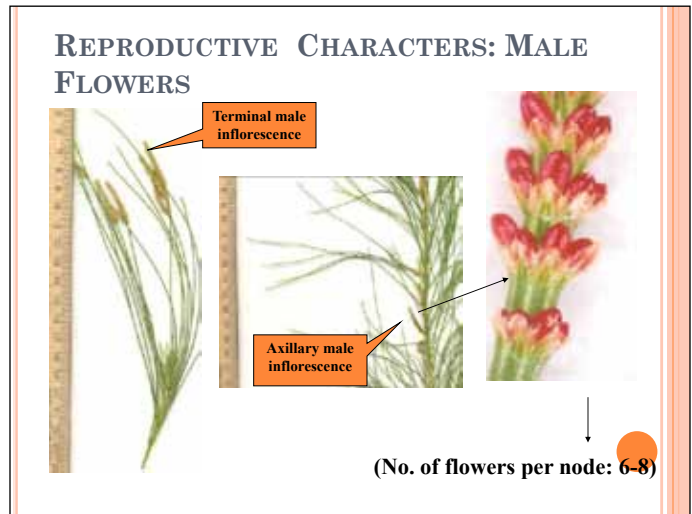 REPRODUCTIVE CHARACTERS: MALE
FLOWERS
Terminal male
inflorescence
Axillary male
inflorescence
(No. of flowers per node: 6-8)